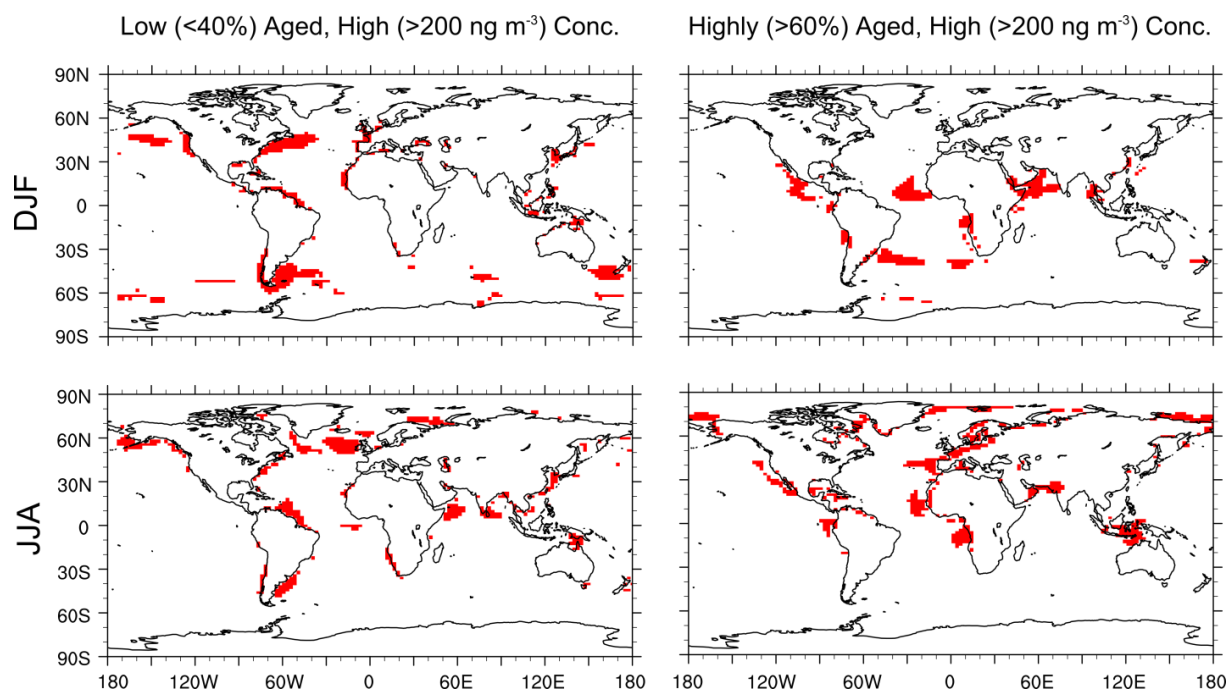 Low (<40%) Aged, High (>200 ng m⁻³) Conc.
Highly (>60%) Aged, High (>200 ng m⁻³) Conc.
DJF
90N
60N
30N
0
30S
60S
90S
JJA
90N
60N
30N
0
30S
60S
90S
180 120W 60W 0 60E 120E 180
180 120W 60W 0 60E 120E 180